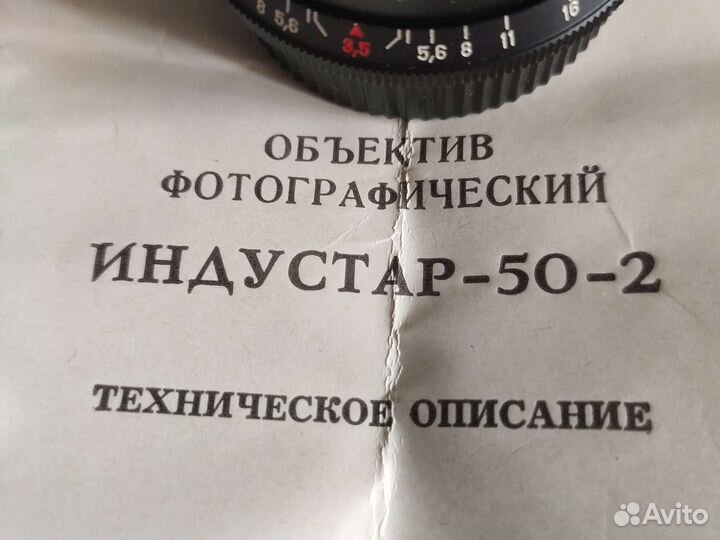 8 5,6 3,5 5,6 8 11 16
ОБЪЕКТИВ
ФОТОГРАФИЧЕСКИЙ
ИНДУСТАР-50-2
ТЕХНИЧЕСКОЕ ОПИСАНИЕ
Avito